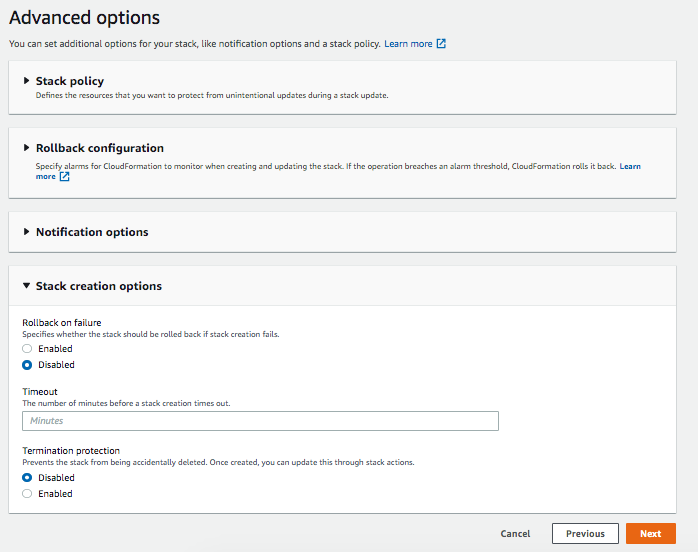 Advanced options
You can set additional options for your stack, like notification options and a stack policy. Learn more
Stack policy
Defines the resources that you want to protect from unintentional updates during a stack update.
Rollback configuration
Specify alarms for CloudFormation to monitor when creating and updating the stack. If the operation breaches an alarm threshold, CloudFormation rolls it back. Learn
more
Notification options
Stack creation options
Rollback on failure
Specifies whether the stack should be rolled back if stack creation fails.
Enabled
Disabled
Timeout
The number of minutes before a stack creation times out.
Minutes
Termination protection
Prevents the stack from being accidentally deleted. Once created, you can update this through stack actions.
Disabled
Enabled
Cancel Previous Next